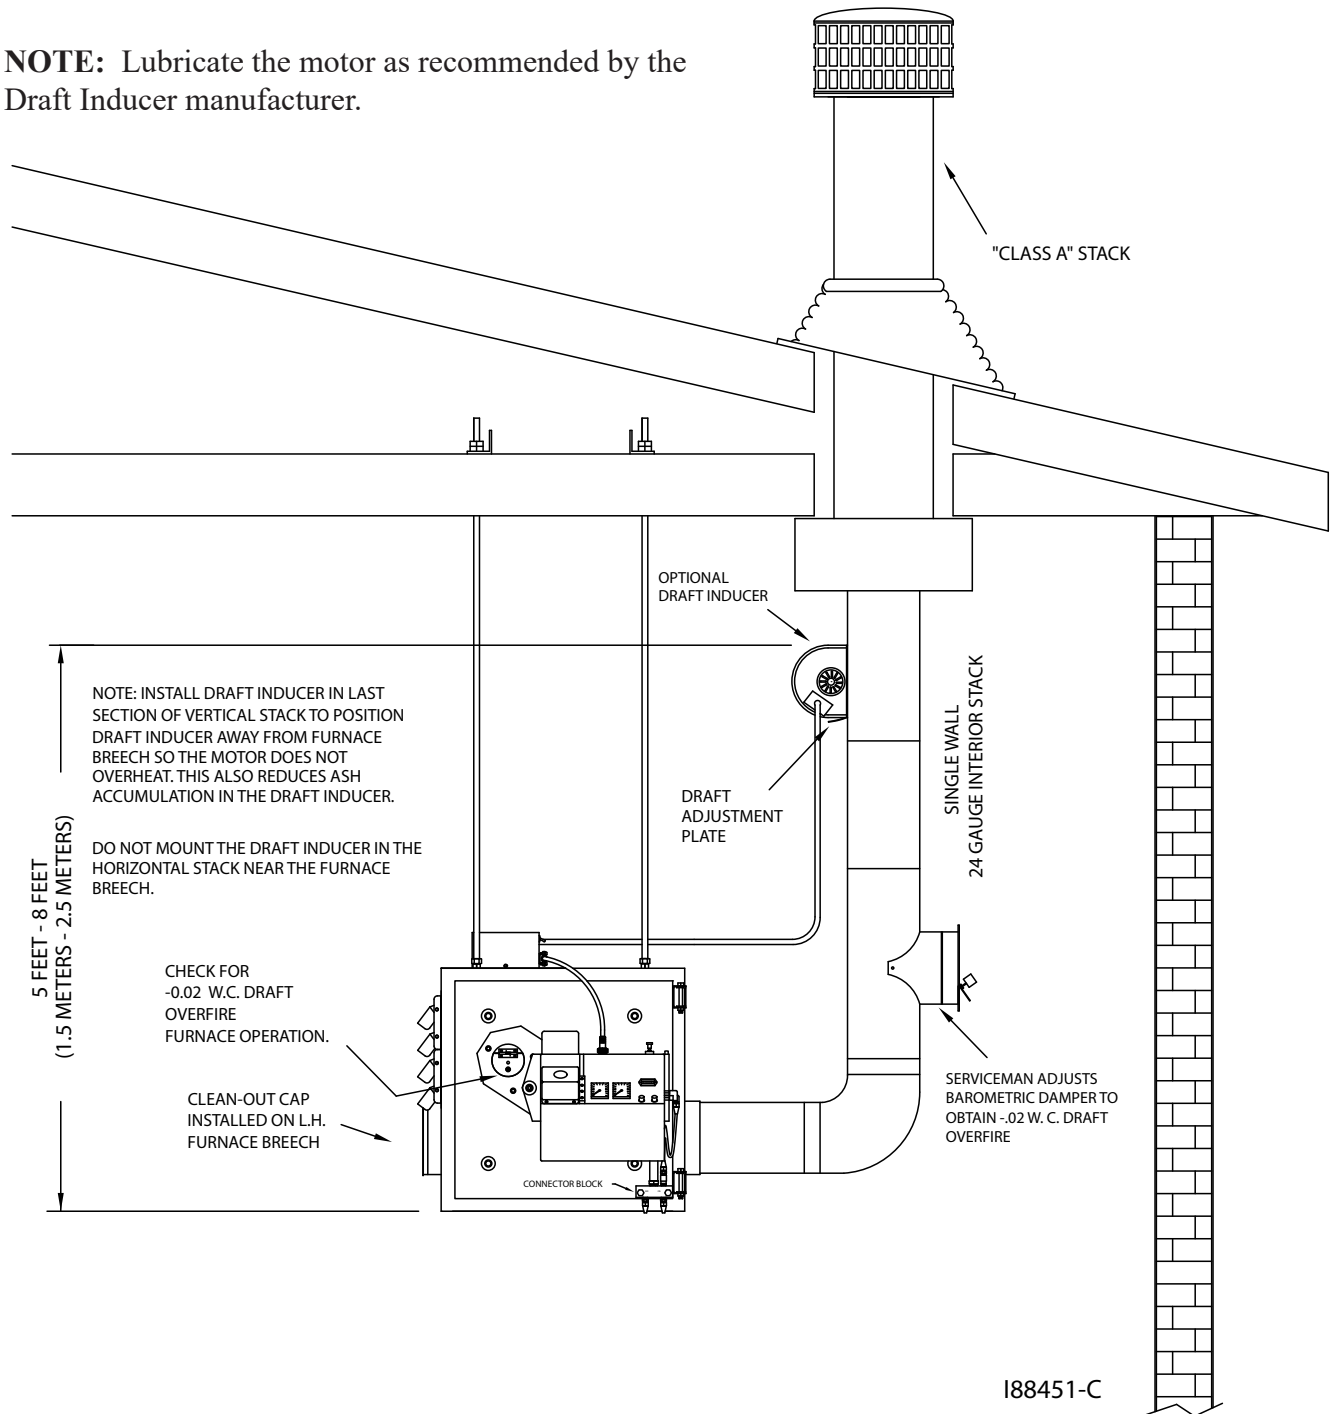 NOTE: Lubricate the motor as recommended by the
Draft Inducer manufacturer.
"CLASS A" STACK
OPTIONAL
DRAFT INDUCER
NOTE: INSTALL DRAFT INDUCER IN LAST
SECTION OF VERTICAL STACK TO POSITION
DRAFT INDUCER AWAY FROM FURNACE
BREECH SO THE MOTOR DOES NOT
OVERHEAT. THIS ALSO REDUCES ASH
ACCUMULATION IN THE DRAFT INDUCER.
DO NOT MOUNT THE DRAFT INDUCER IN THE
HORIZONTAL STACK NEAR THE FURNACE
BREECH.
5 FEET - 8 FEET
(1.5 METERS - 2.5 METERS)
DRAFT
ADJUSTMENT
PLATE
SINGLE WALL
24 GAUGE INTERIOR STACK
CHECK FOR
-0.02 W.C. DRAFT
OVERFIRE
FURNACE OPERATION.
CLEAN-OUT CAP
INSTALLED ON L.H.
FURNACE BREECH
CONNECTOR BLOCK
SERVICEMAN ADJUSTS
BAROMETRIC DAMPER TO
OBTAIN -.02 W. C. DRAFT
OVERFIRE
I88451-C